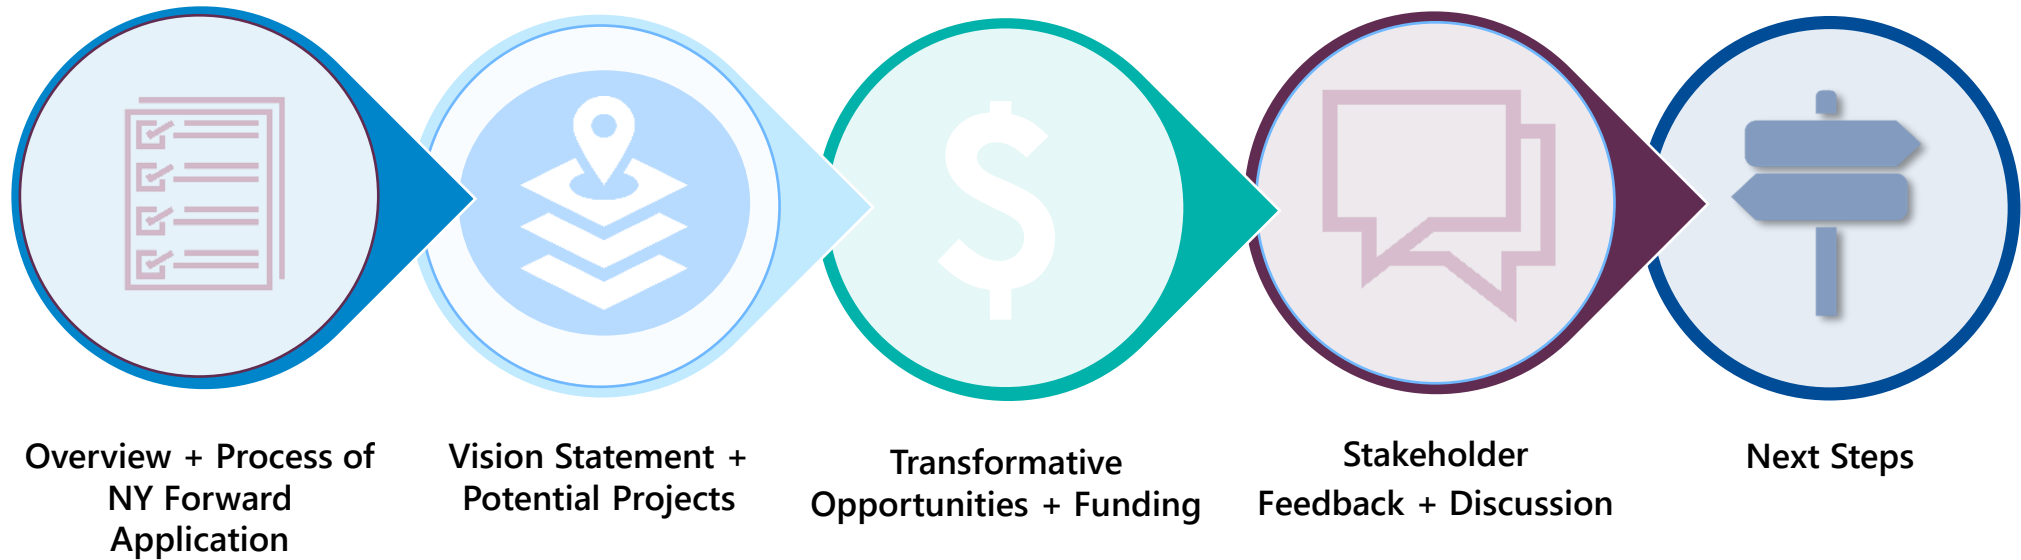 Overview + Process of
NY Forward
Application
Vision Statement +
Potential Projects
Transformative
Opportunities + Funding
Stakeholder
Feedback + Discussion
Next Steps